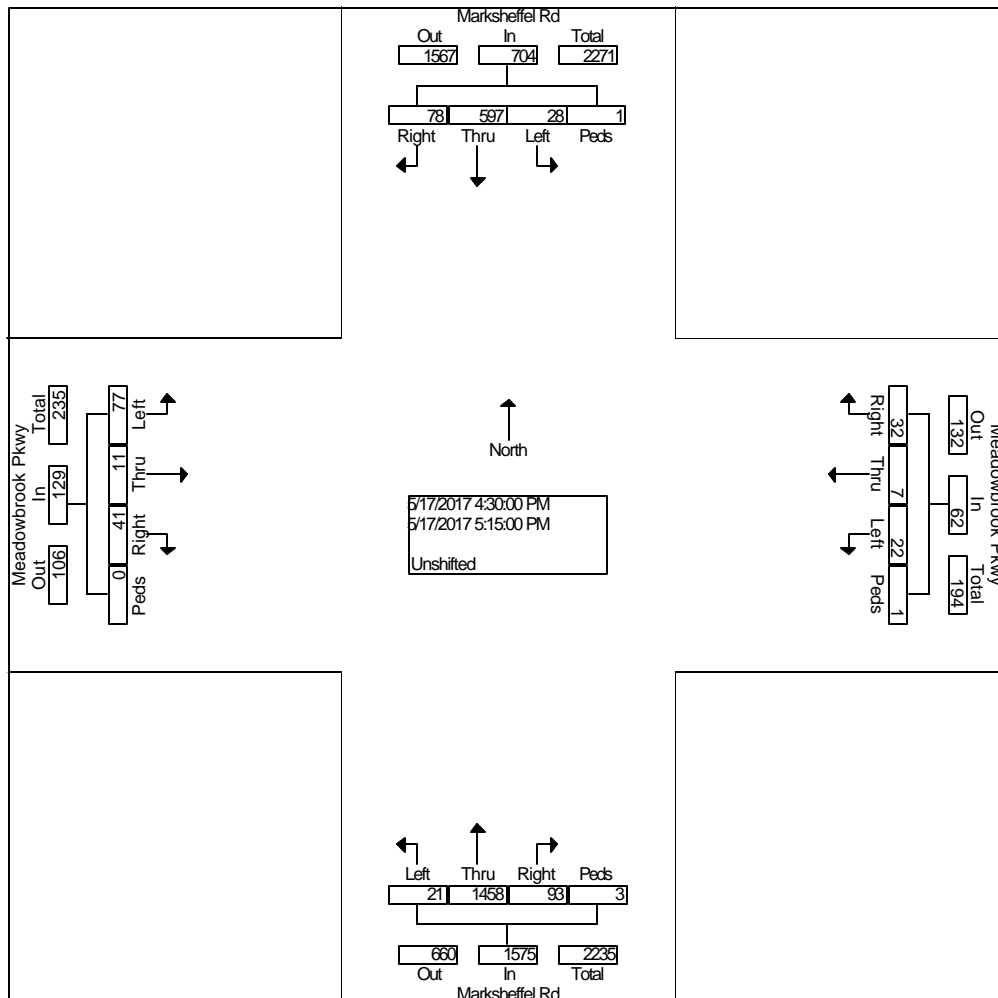 Marksheffel Rd
Out In Total
1567 704 2271
78 597 28 1
Right Thru Left Peds
Meadowbrook Pkwy
Total In Out
235 129 106
77 11 41 0
Left Thru Right Peds
North
5/17/2017 4:30:00 PM
5/17/2017 5:15:00 PM
Unshifted
Right Thru Left Peds
32 7 22 1
132 62 194
Out In Total
Meadowbrook Pkwy
Left Thru Right Peds
21 1458 93 3
660 1575 2235
Out In Total
Marksheffel Rd